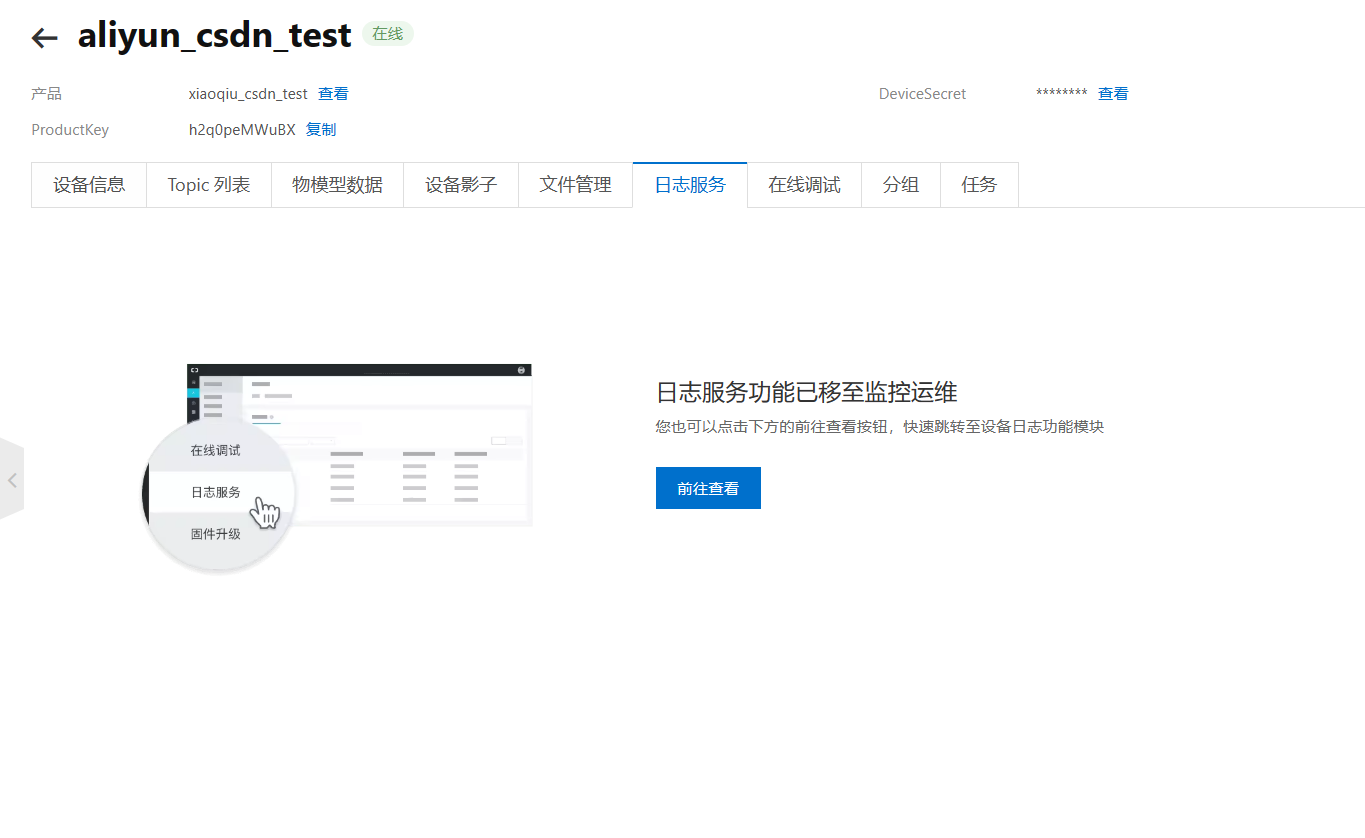 aliyun_csdn_test 在线
产品 xiaoqiu_csdn_test 查看 DeviceSecret ******** 查看
ProductKey h2q0peMWuBX 复制
设备信息 Topic 列表 物模型数据 设备影子 文件管理 日志服务 在线调试 分组 任务
日志服务功能已移至监控运维
您也可以点击下方的前往查看按钮，快速跳转至设备日志功能模块
前往查看
在线调试
日志服务
固件升级